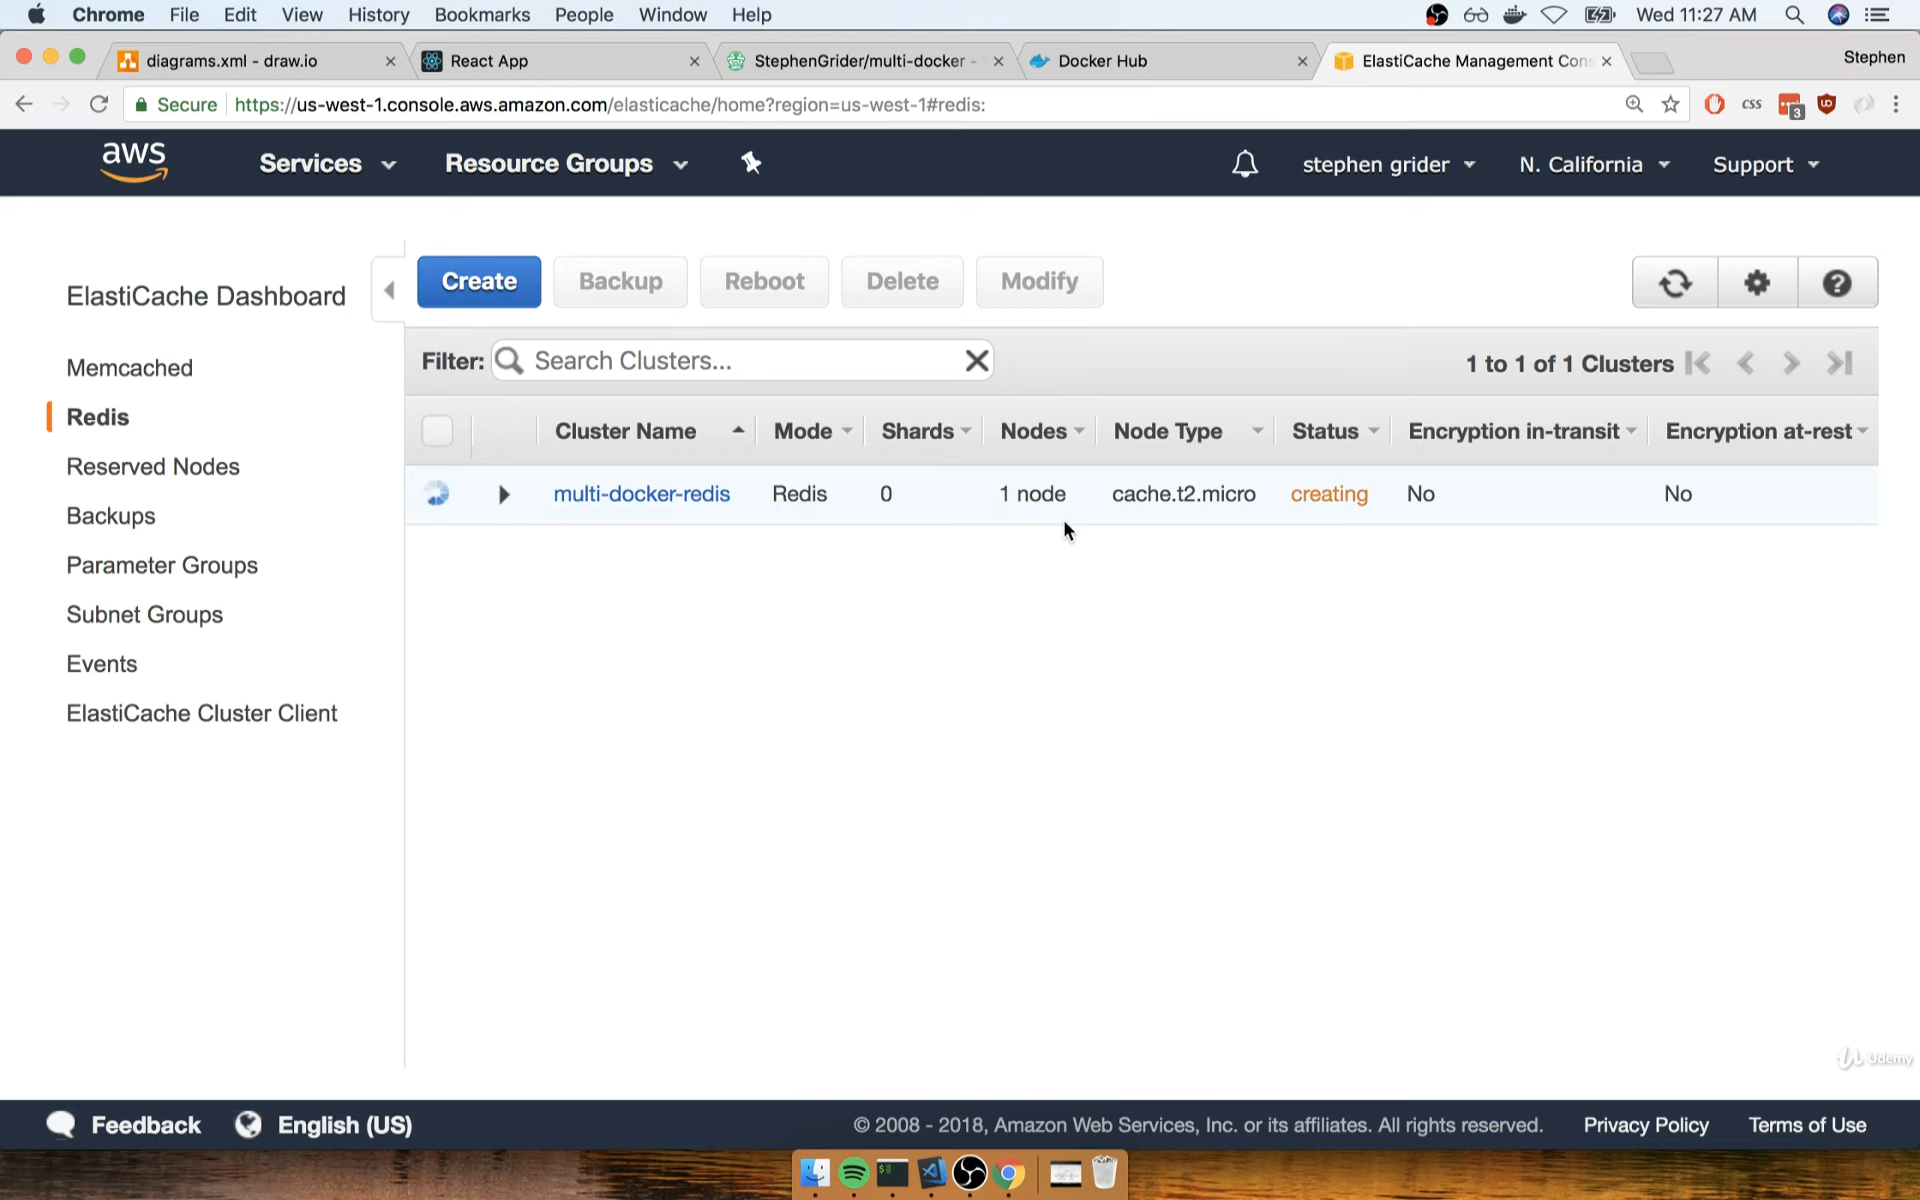 Chrome File Edit View History Bookmarks People Window Help Wed 11:27 AM
diagrams.xml - draw.io React App StephenGrider/multi-docker - Docker Hub ElastiCache Management Cons Stephen
Secure https://us-west-1.console.aws.amazon.com/elasticache/home?region=us-west-1#redis: css 3
aws Services Resource Groups stephen grider N. California Support
Create Backup Reboot Delete Modify
ElastiCache Dashboard
Memcached
Redis
Reserved Nodes
Backups
Parameter Groups
Subnet Groups
Events
ElastiCache Cluster Client
Filter: Search Clusters... 1 to 1 of 1 Clusters
Cluster Name Mode Shards Nodes Node Type Status Encryption in-transit Encryption at-rest
multi-docker-redis Redis 0 1 node cache.t2.micro creating No No
Udemy
Feedback English (US) © 2008 - 2018, Amazon Web Services, Inc. or its affiliates. All rights reserved. Privacy Policy Terms of Use